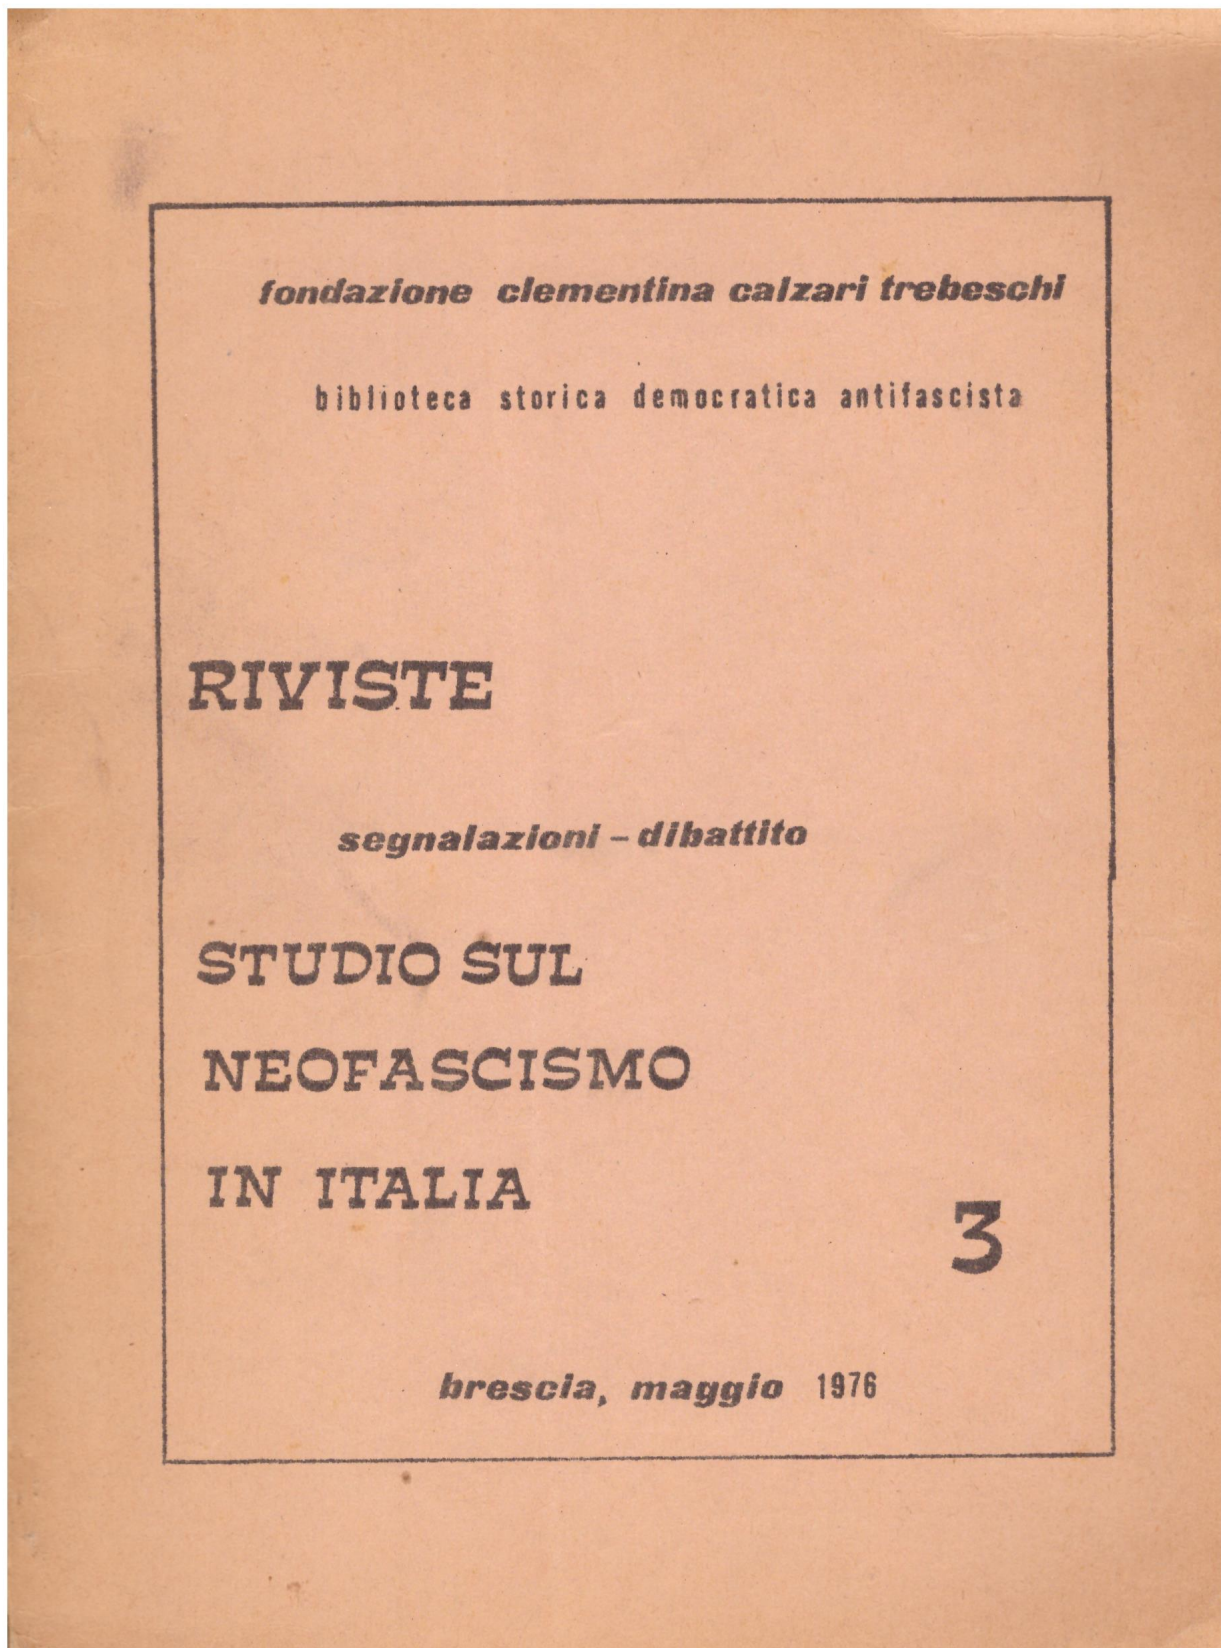 fondazione clementina calzari trebeschi
biblioteca storica democratica antifascista
RIVISTE
segnalazioni – dibattito
STUDIO SUL
NEOFASCISMO
IN ITALIA
3
brescia, maggio 1976